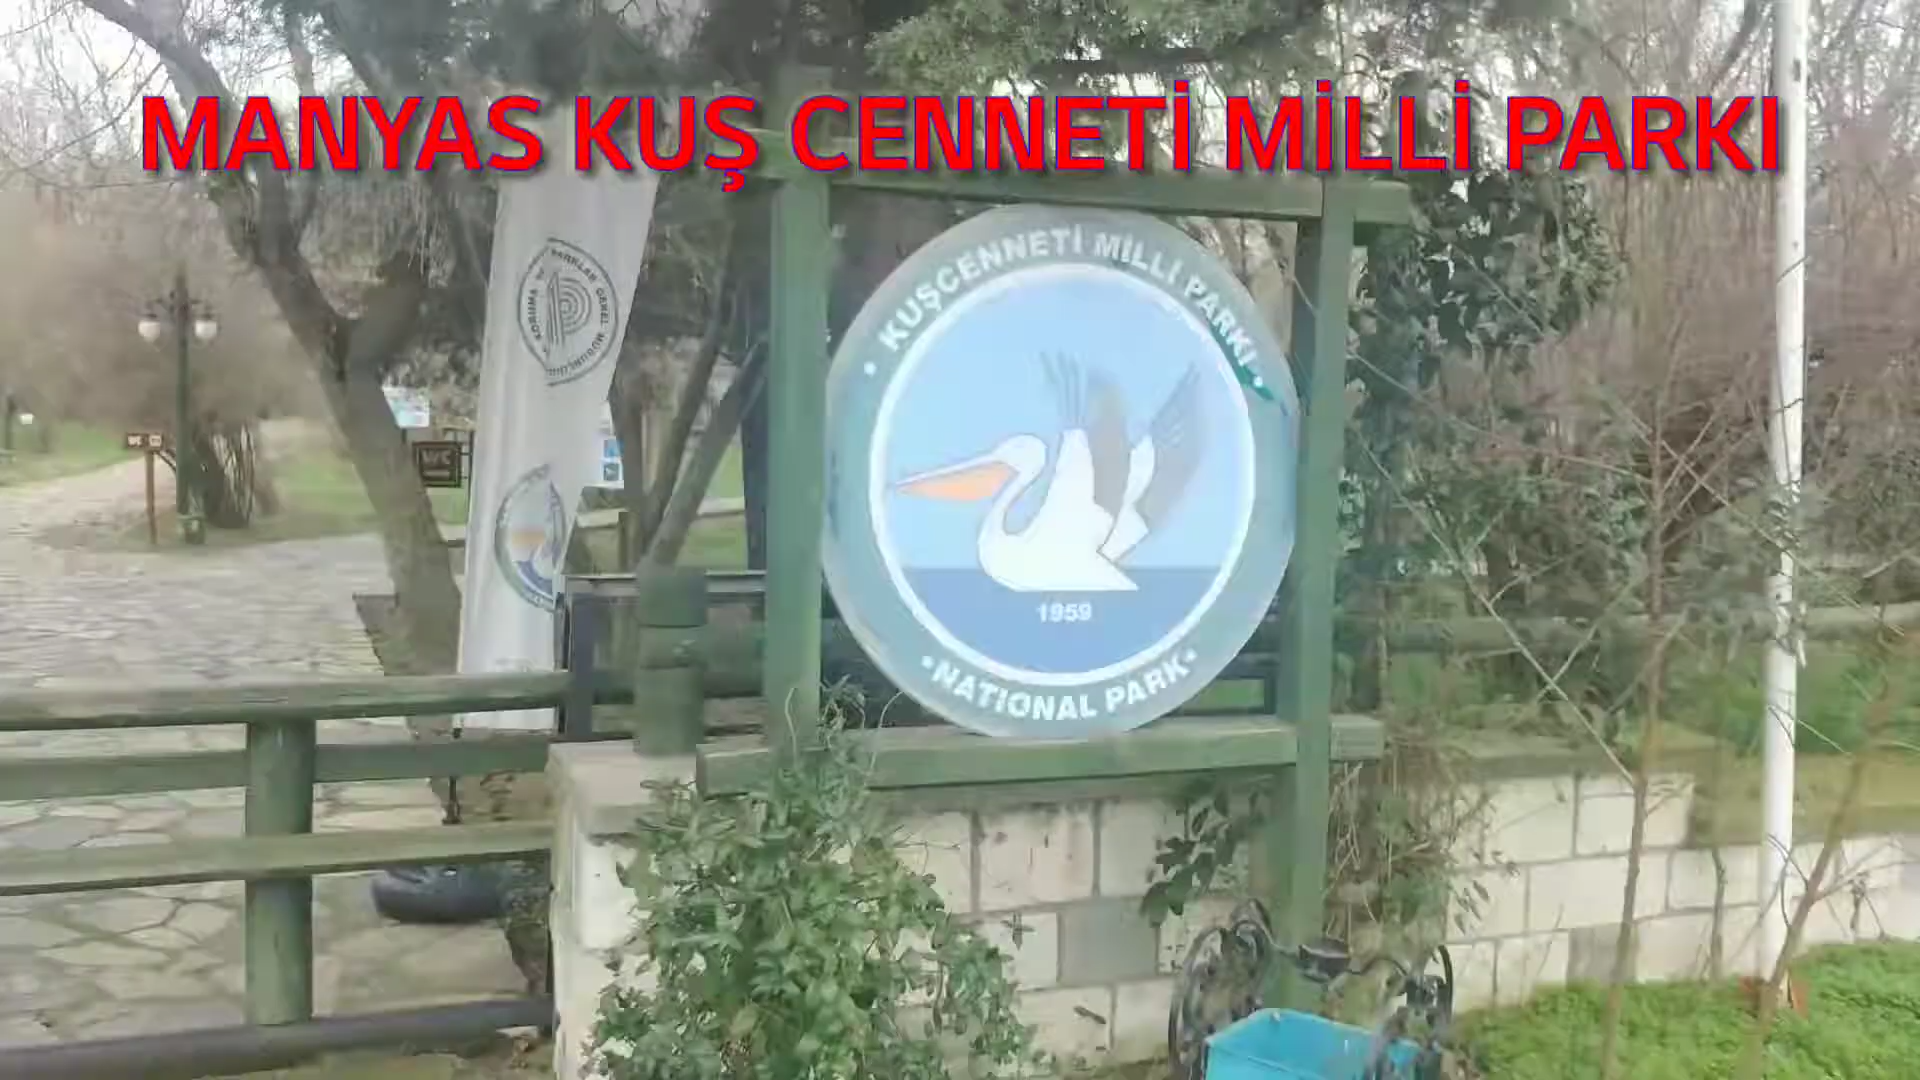 MANYAS KUŞ CENNETİ MİLLİ PARKI
• KUŞCENNETİ MİLLİ PARKI •
1959
• NATIONAL PARK •
WC